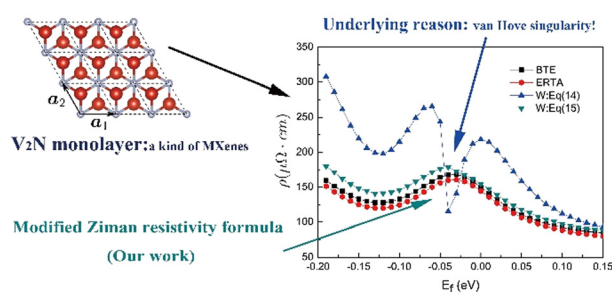 Underlying reason: van Hove singularity!
a₂
a₁
V2N monolayer:a kind of MXenes
Modified Ziman resistivity formula
(Our work)
ρ(μΩ · cm)
350
300
250
200
150
100
50
BTE
ERTA
W:Eq(14)
W:Eq(15)
-0.20 -0.15 -0.10 -0.05 0.00 0.05 0.10 0.15
E_f (eV)